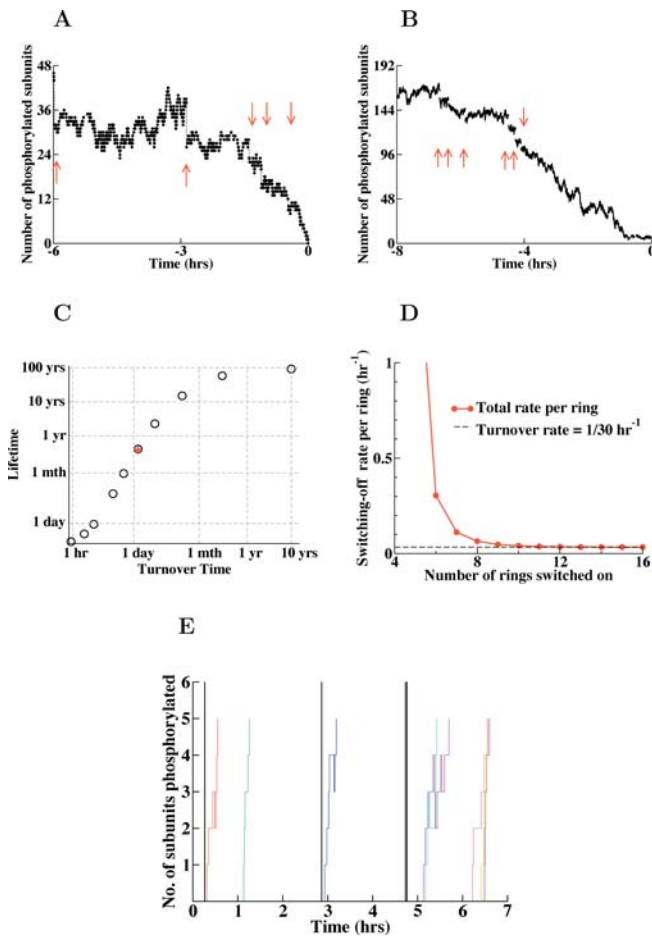 A
Number of phosphorylated subunits
48
36
24
12
0
-6
-3
0
Time (hrs)
B
Number of phosphorylated subunits
192
144
96
48
0
-8
-4
0
Time (hrs)
C
Lifetime
100 yrs
10 yrs
1 yr
1 mth
1 day
1 hr
1 day
1 mth
1 yr
10 yrs
Turnover Time
D
Switching-off rate per ring (hr⁻¹)
1
0.5
0
4
8
12
16
Total rate per ring
Turnover rate = 1/30 hr⁻¹
Number of rings switched on
E
No. of subunits phosphorylated
6
5
4
3
2
1
0
1
2
3
4
5
6
7
Time (hrs)